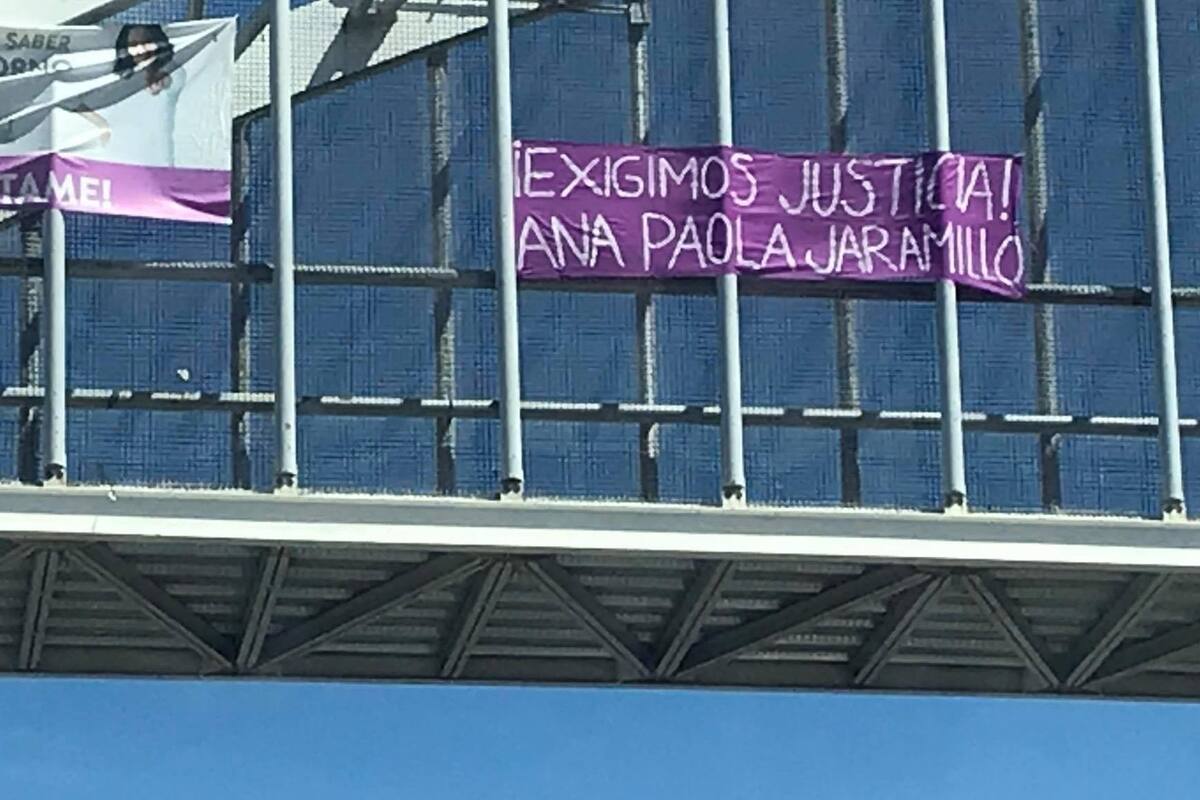 SABER
ORNO
TAME!
¡EXIGIMOS JUSTICIA!
ANA PAOLA JARAMILLO